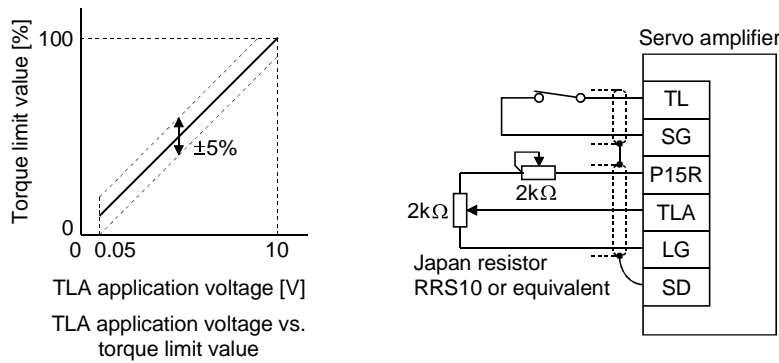 Torque limit value [%]
100
±5%
0
0 0.05 10
TLA application voltage [V]
TLA application voltage vs.
torque limit value
Servo amplifier
TL
SG
P15R
2kΩ
2kΩ
TLA
LG
Japan resistor
RRS10 or equivalent
SD